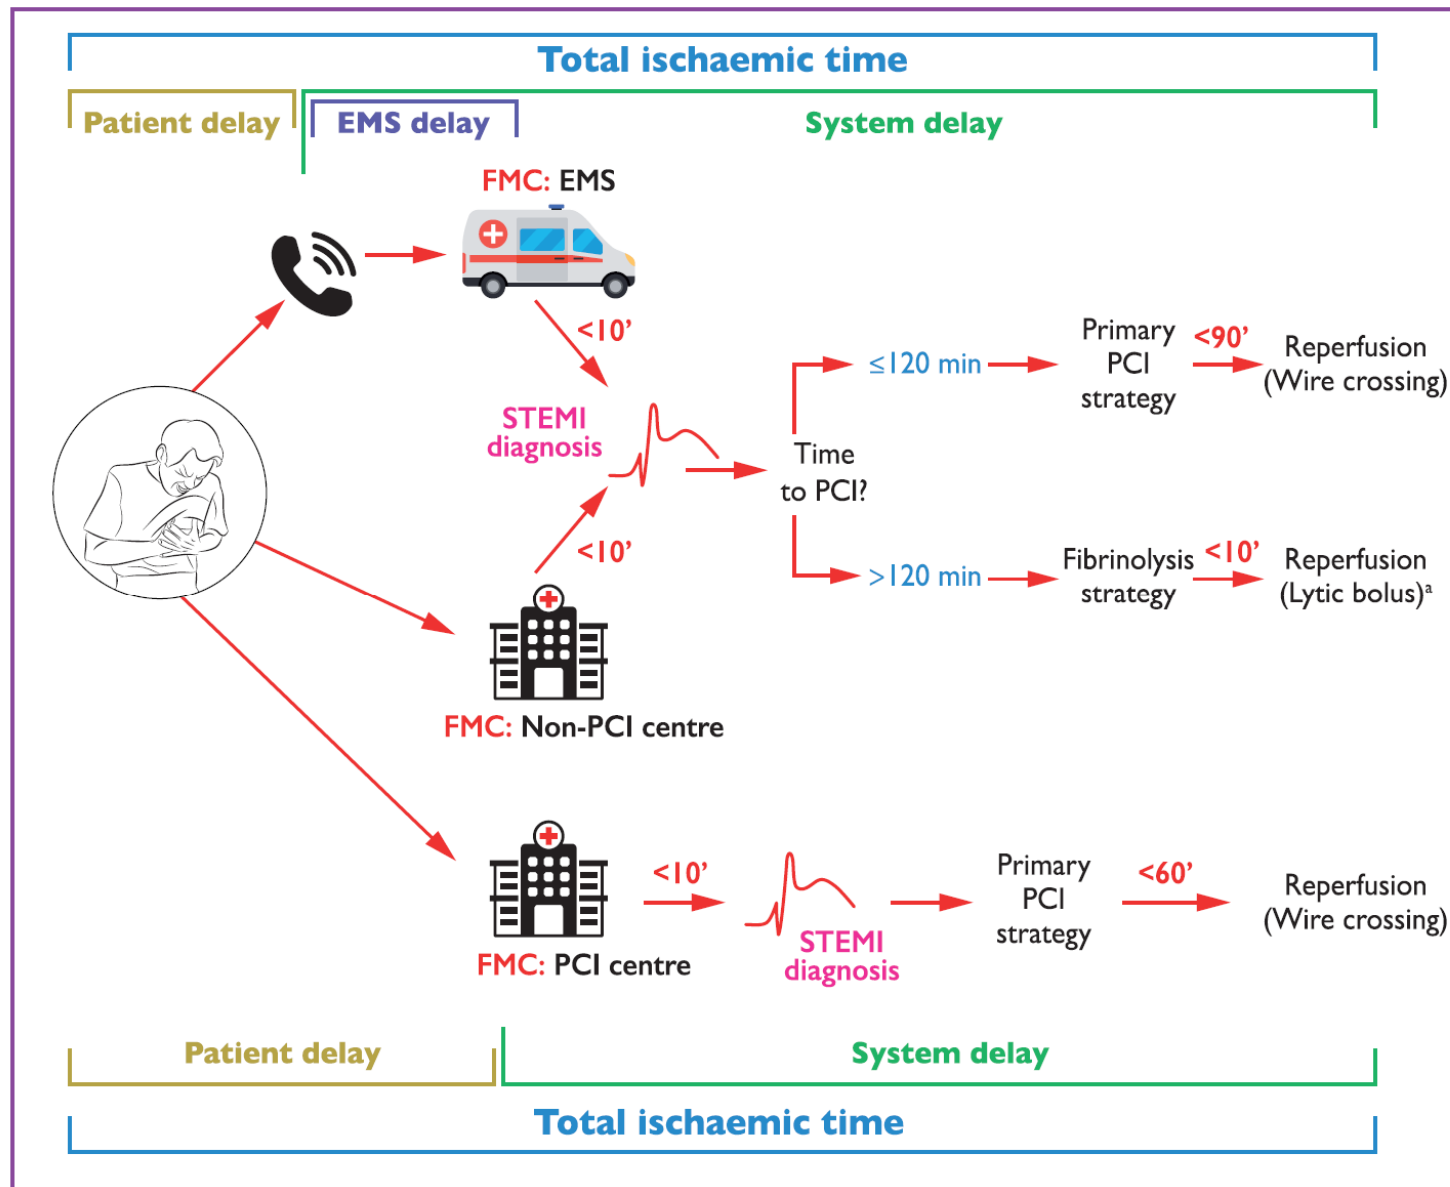 Total ischaemic time
Patient delay
EMS delay
System delay
FMC: EMS
<10’
STEMI
diagnosis
<10’
Time
to PCI?
≤120 min
Primary
PCI
strategy
<90’
Reperfusion
(Wire crossing)
>120 min
Fibrinolysis
strategy
<10’
Reperfusion
(Lytic bolus)ᵃ
FMC: Non-PCI centre
FMC: PCI centre
<10’
STEMI
diagnosis
Primary
PCI
strategy
<60’
Reperfusion
(Wire crossing)
Patient delay
System delay
Total ischaemic time